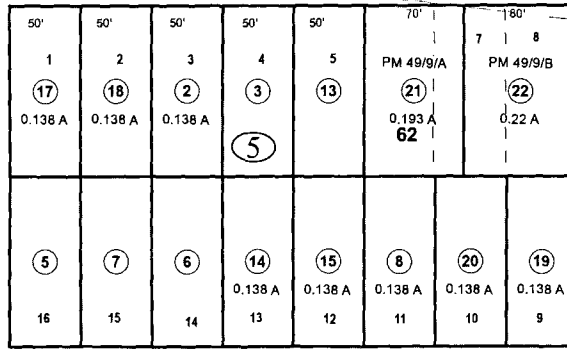 50' 50' 50' 50' 50' 70' 80'
1 2 3 4 5 7 8
PM 49/9/A PM 49/9/B
17 18 2 3 13 21 22
0.138 A 0.138 A 0.138 A 0.193 A 0.22 A
62
5
5 7 6 14 15 8 20 19
0.138 A 0.138 A 0.138 A 0.138 A 0.138 A
16 15 14 13 12 11 10 9